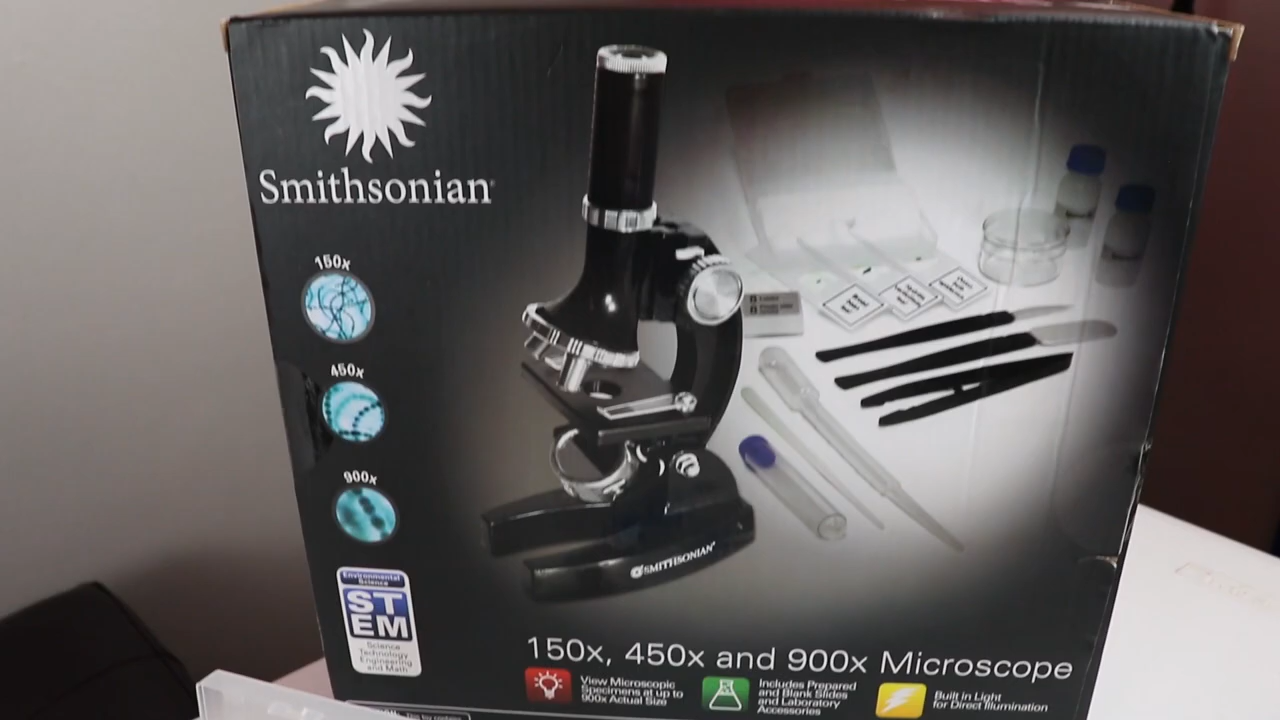 Smithsonian
150x
450x
900x
Environmental
Science
ST
EM
Science
Technology
Engineering
and Math
SMITHSONIAN
150x, 450x and 900x Microscope
View Microscopic
Specimens at up to
900x Actual Size
Includes Prepared
and Blank Slides
and Laboratory
Accessories
Built in Light
for Direct Illumination